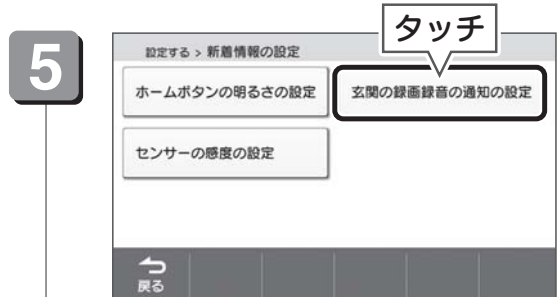 5
タッチ
設定する > 新着情報の設定
ホームボタンの明るさの設定
玄関の録画録音の通知の設定
センサーの感度の設定
戻る